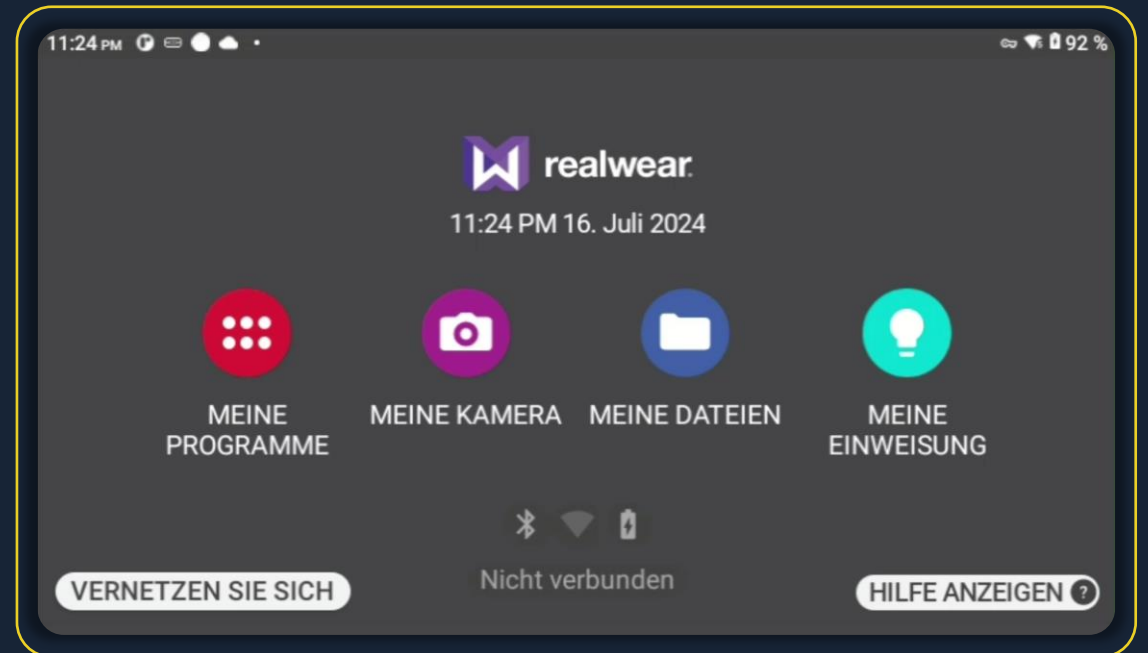 11:24 PM 92 %
realwear.
11:24 PM 16. Juli 2024
MEINE PROGRAMME
MEINE KAMERA
MEINE DATEIEN
MEINE EINWEISUNG
Nicht verbunden
VERNETZEN SIE SICH
HILFE ANZEIGEN ?